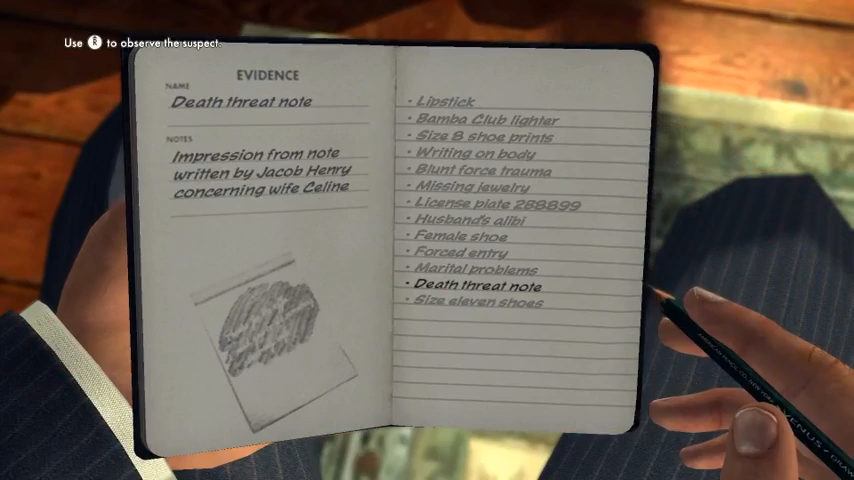 Use R to observe the suspect.
EVIDENCE
NAME
Death threat note
NOTES
Impression from note
written by Jacob Henry
concerning wife Celine
· Lipstick
· Bamba Club lighter
· Size 8 shoe prints
· Writing on body
· Blunt force trauma
· Missing jewelry
· License plate 2B8899
· Husband's alibi
· Female shoe
· Forced entry
· Marital problems
· Death threat note
· Size eleven shoes
VENUS